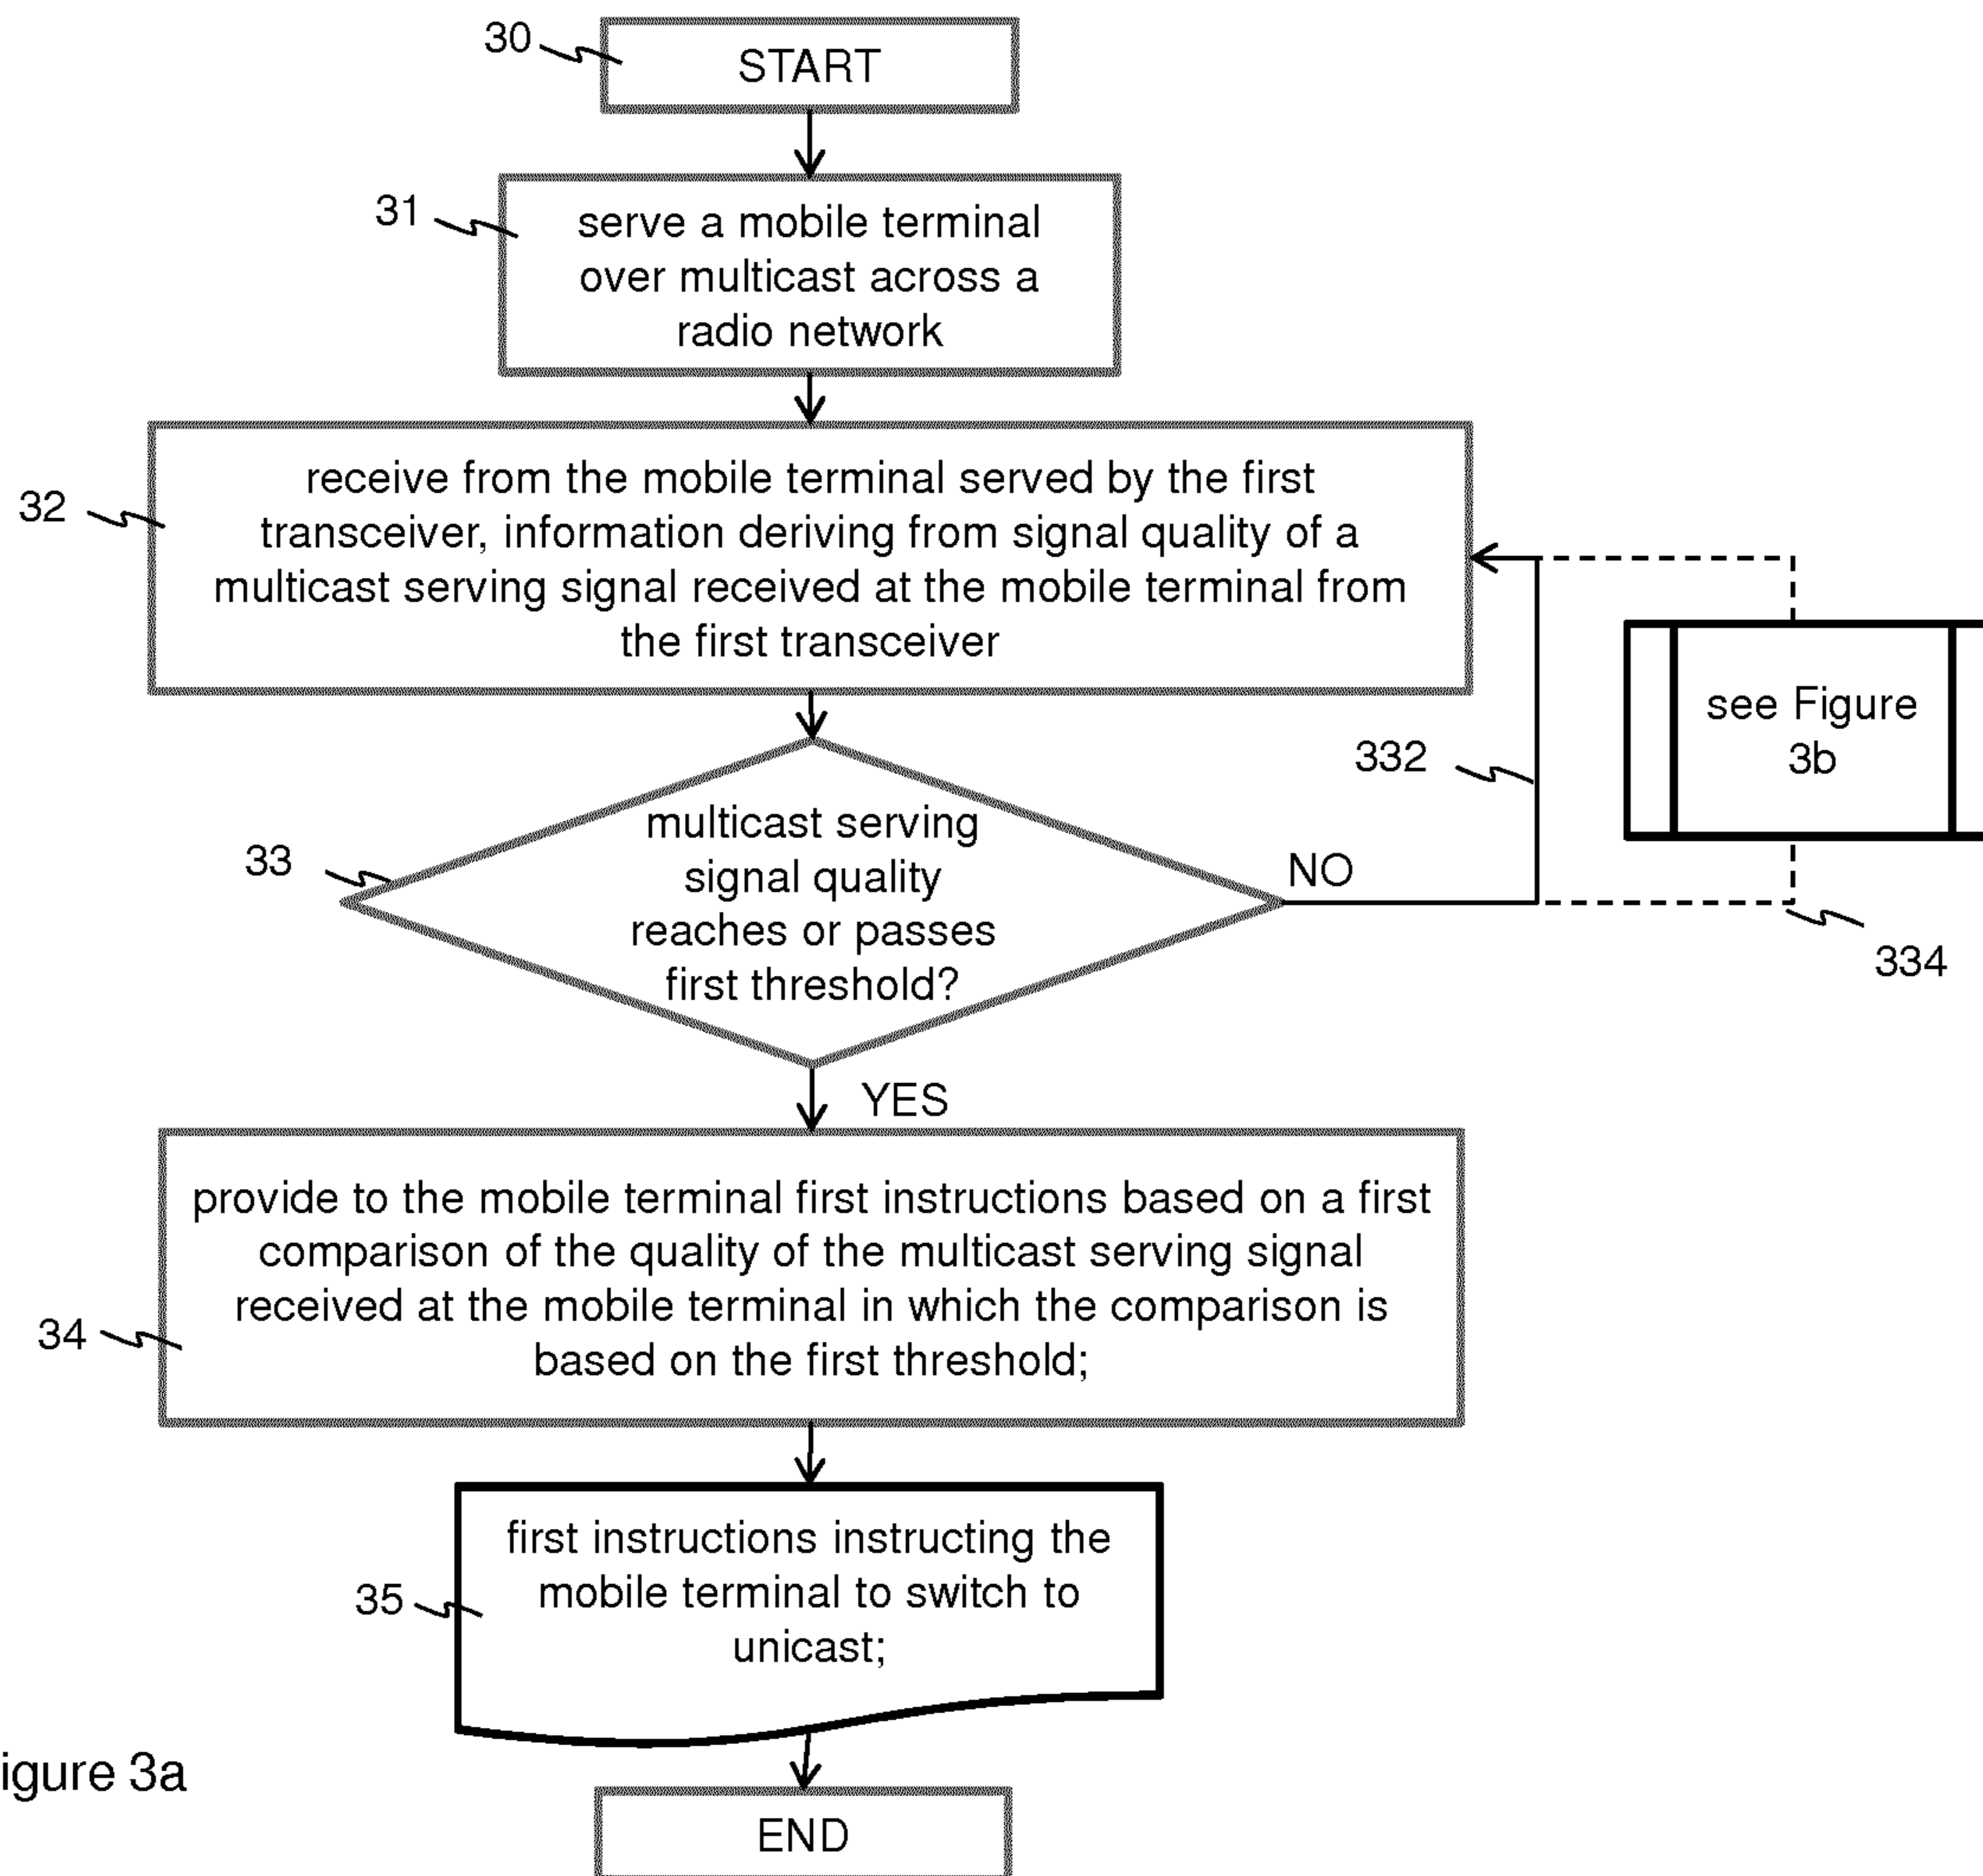 30
START
31
serve a mobile terminal
over multicast across a
radio network
32
receive from the mobile terminal served by the first
transceiver, information deriving from signal quality of a
multicast serving signal received at the mobile terminal from
the first transceiver
see Figure
3b
332
33
multicast serving
signal quality
reaches or passes
first threshold?
NO
334
YES
34
provide to the mobile terminal first instructions based on a first
comparison of the quality of the multicast serving signal
received at the mobile terminal in which the comparison is
based on the first threshold;
35
first instructions instructing the
mobile terminal to switch to
unicast;
igure 3a
END